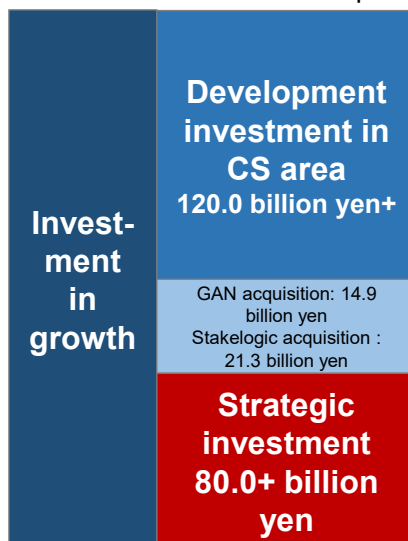 Invest-
ment
in
growth
Development
investment in
CS area
120.0 billion yen+
GAN acquisition: 14.9
billion yen
Stakelogic acquisition :
21.3 billion yen
Strategic
investment
80.0+ billion
yen